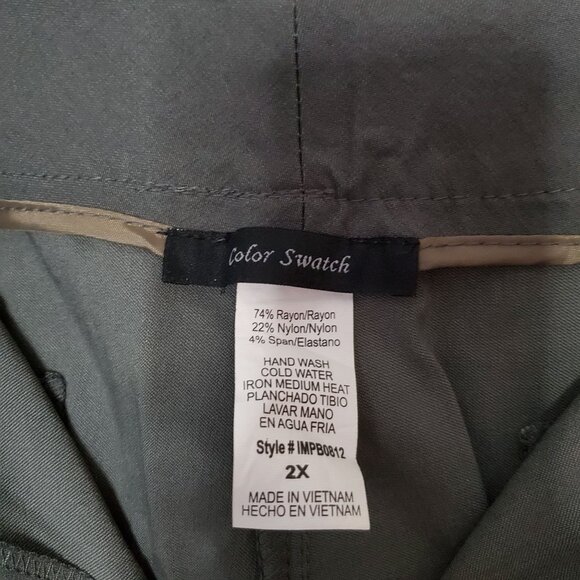 Color Swatch
74% Rayon/Rayon
22% Nylon/Nylon
4% Span/Elastano
HAND WASH
COLD WATER
IRON MEDIUM HEAT
PLANCHADO TIBIO
LAVAR MANO
EN AGUA FRIA
Style # IMPB0812
2X
MADE IN VIETNAM
HECHO EN VIETNAM